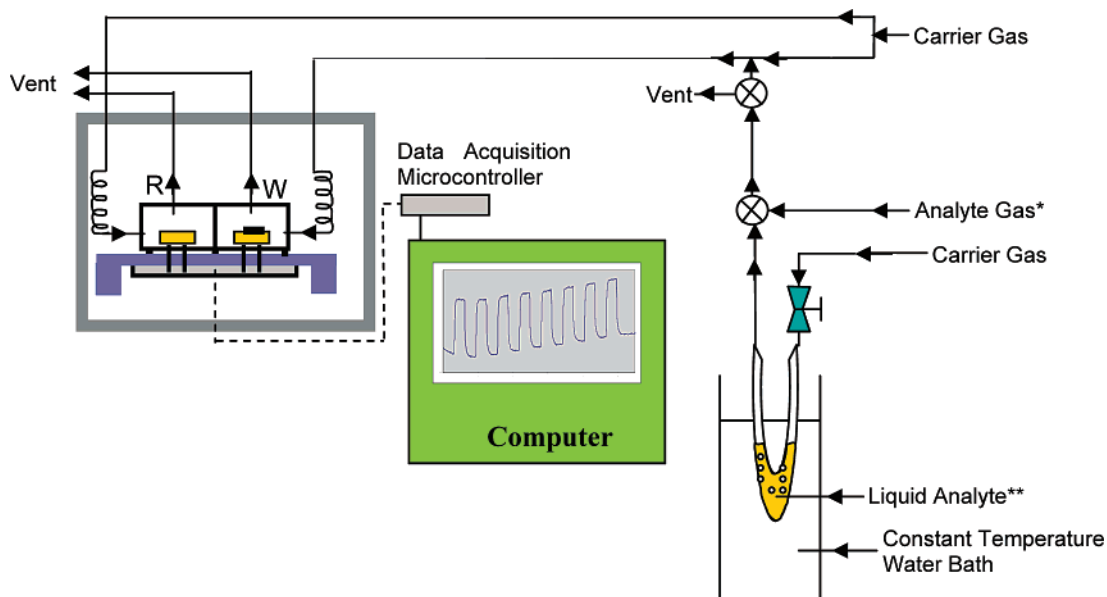 Carrier Gas
Vent
Vent
Data Acquisition
Microcontroller
R
W
Analyte Gas*
Carrier Gas
Computer
Liquid Analyte**
Constant Temperature
Water Bath